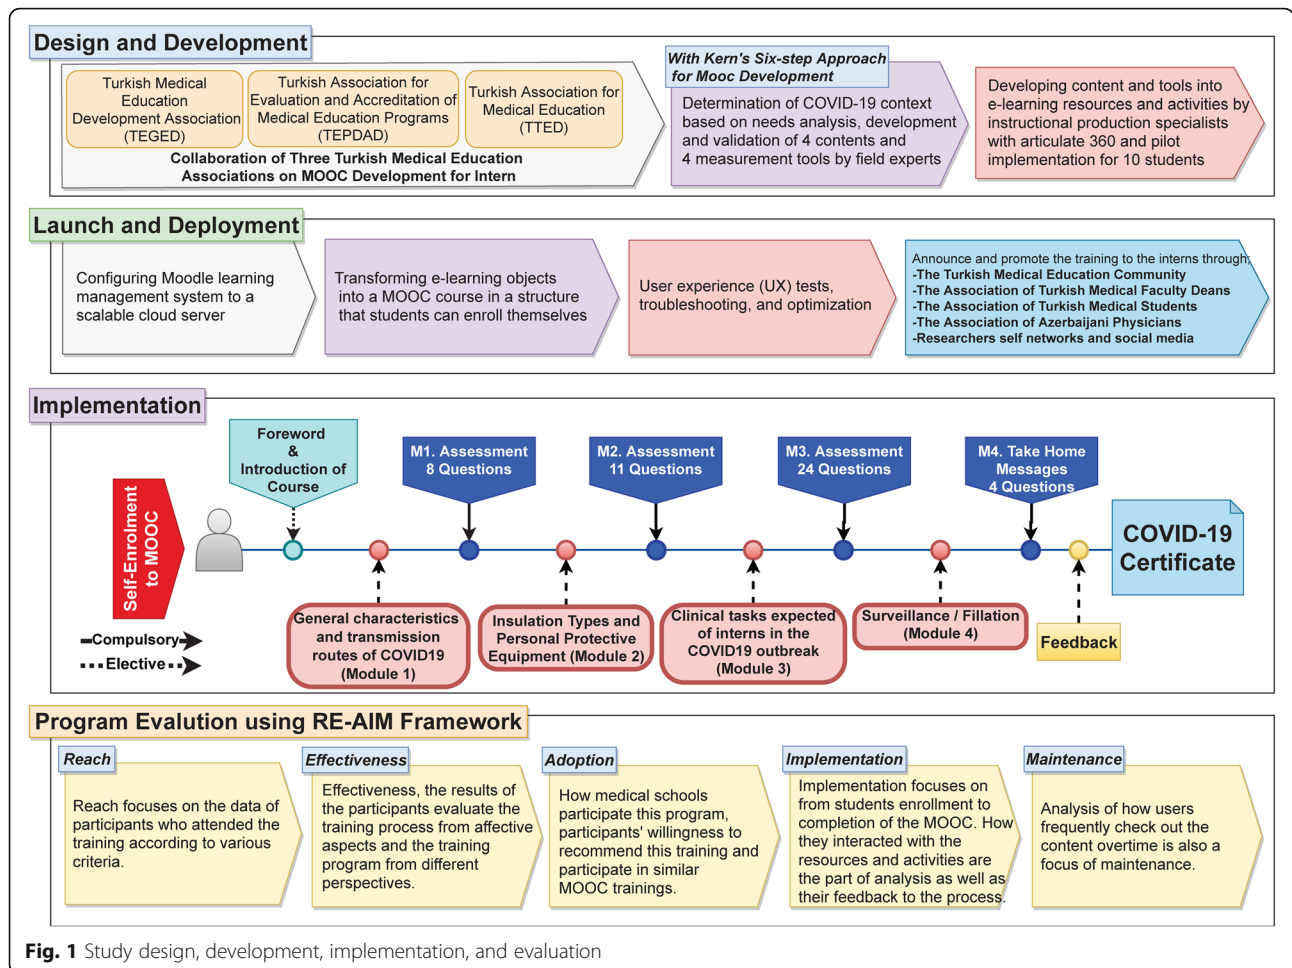 Design and Development
Turkish Medical
Education
Development Association
(TEGED)
Turkish Association for
Evaluation and Accreditation of
Medical Education Programs
(TEPDAD)
Turkish Association for
Medical Education
(TTED)
Collaboration of Three Turkish Medical Education
Associations on MOOC Development for Intern
With Kern's Six-step Approach
for Mooc Development
Determination of COVID-19 context
based on needs analysis, development
and validation of 4 contents and
4 measurement tools by field experts
Developing content and tools into
e-learning resources and activities by
instructional production specialists
with articulate 360 and pilot
implementation for 10 students
Launch and Deployment
Configuring Moodle learning
management system to a
scalable cloud server
Transforming e-learning objects
into a MOOC course in a structure
that students can enroll themselves
User experience (UX) tests,
troubleshooting, and optimization
Announce and promote the training to the interns through;
-The Turkish Medical Education Community
-The Association of Turkish Medical Faculty Deans
-The Association of Turkish Medical Students
-The Association of Azerbaijani Physicians
-Researchers self networks and social media
Implementation
Self-Enrolment
to MOOC
Foreword
&
Introduction of
Course
M1. Assessment
8 Questions
M2. Assessment
11 Questions
M3. Assessment
24 Questions
M4. Take Home
Messages
4 Questions
COVID-19
Certificate
General characteristics
and transmission
routes of COVID19
(Module 1)
Insulation Types and
Personal Protective
Equipment (Module 2)
Clinical tasks expected
of interns in the
COVID19 outbreak
(Module 3)
Surveillance / Fillation
(Module 4)
Feedback
Compulsory
Elective
Program Evalution using RE-AIM Framework
Reach
Reach focuses on the data of
participants who attended the
training according to various
criteria.
Effectiveness
Effectiveness, the results of
the participants evaluate the
training process from affective
aspects and the training
program from different
perspectives.
Adoption
How medical schools
participate this program,
participants' willingness to
recommend this training and
participate in similar
MOOC trainings.
Implementation
Implementation focuses on
from students enrollment to
completion of the MOOC. How
they interacted with the
resources and activities are
the part of analysis as well as
their feedback to the process.
Maintenance
Analysis of how users
frequently check out the
content overtime is also a
focus of maintenance.
Fig. 1 Study design, development, implementation, and evaluation